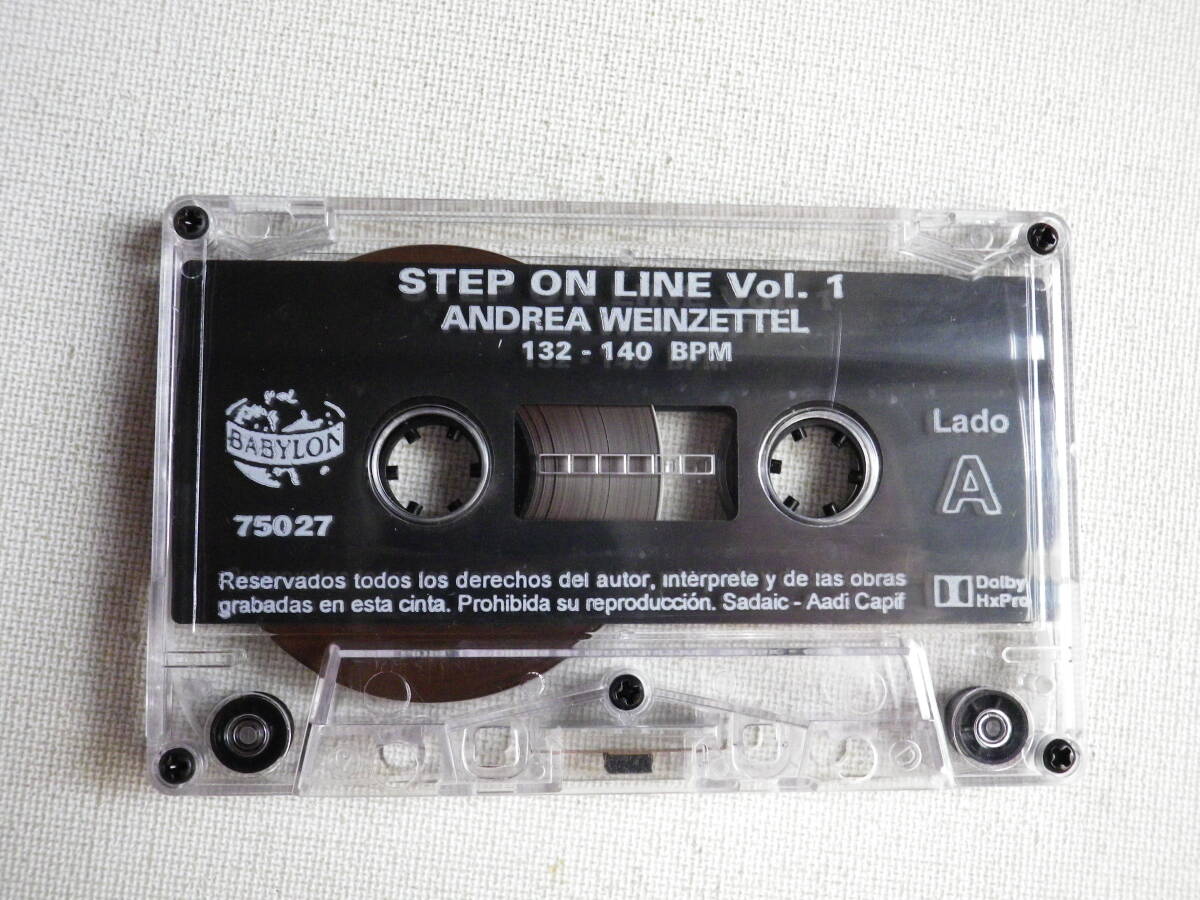 STEP ON LINE Vol. 1
ANDREA WEINZETTEL
132 - 140 BPM
BABYLON
75027
Lado
A
Reservados todos los derechos del autor, intérprete y de las obras
grabadas en esta cinta. Prohibida su reproducción. Sadaic - Aadi Capif
Dolby
HxPro